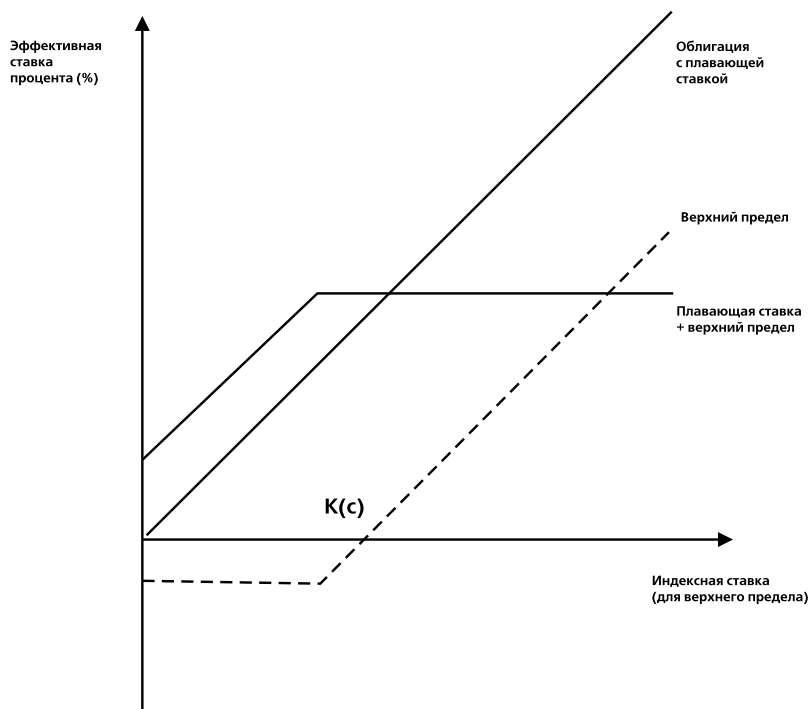 Эффективная
ставка
процента (%)
Облигация
с плавающей
ставкой
Верхний предел
Плавающая ставка
+ верхний предел
К(с)
Индексная ставка
(для верхнего предела)